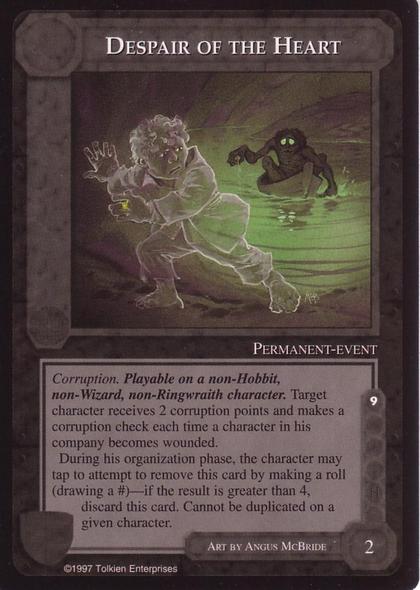 DESPAIR OF THE HEART
PERMANENT-EVENT
Corruption. Playable on a non-Hobbit,
non-Wizard, non-Ringwraith character. Target
character receives 2 corruption points and makes a
corruption check each time a character in his
company becomes wounded.
During his organization phase, the character may
tap to attempt to remove this card by making a roll
(drawing a #)—if the result is greater than 4,
discard this card. Cannot be duplicated on a
given character.
9
ART BY ANGUS MCBRIDE
2
©1997 Tolkien Enterprises